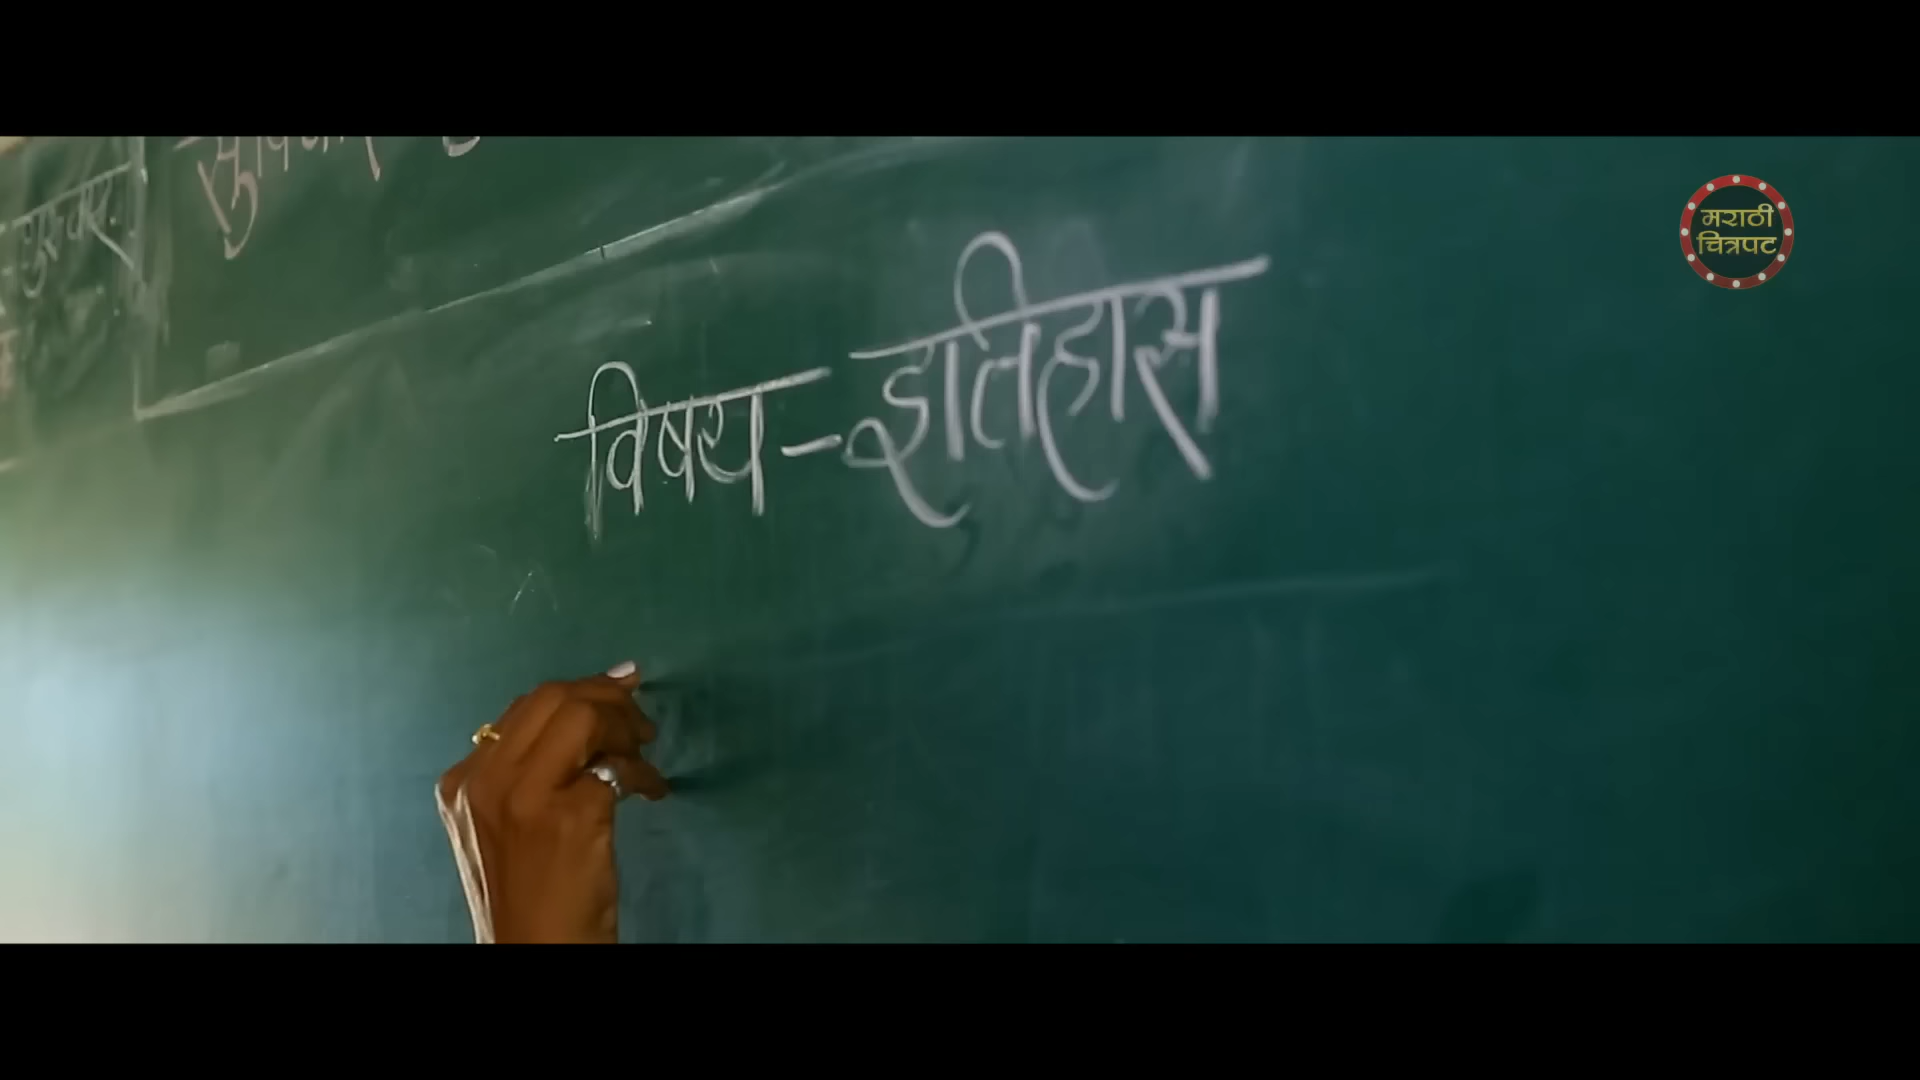 विषय - इतिहास
मराठी
चित्रपट